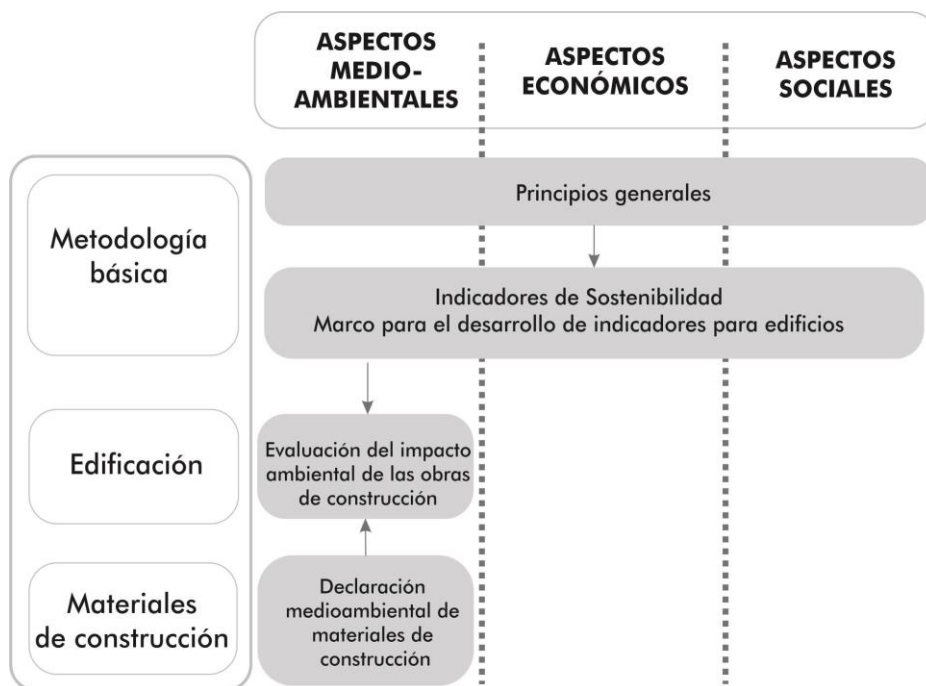 ASPECTOS
MEDIO-
AMBIENTALES
ASPECTOS
ECONÓMICOS
ASPECTOS
SOCIALES
Metodología
básica
Principios generales
Indicadores de Sostenibilidad
Marco para el desarrollo de indicadores para edificios
Edificación
Evaluación del impacto
ambiental de las obras
de construcción
Materiales
de construcción
Declaración
medioambiental de
materiales de
construcción